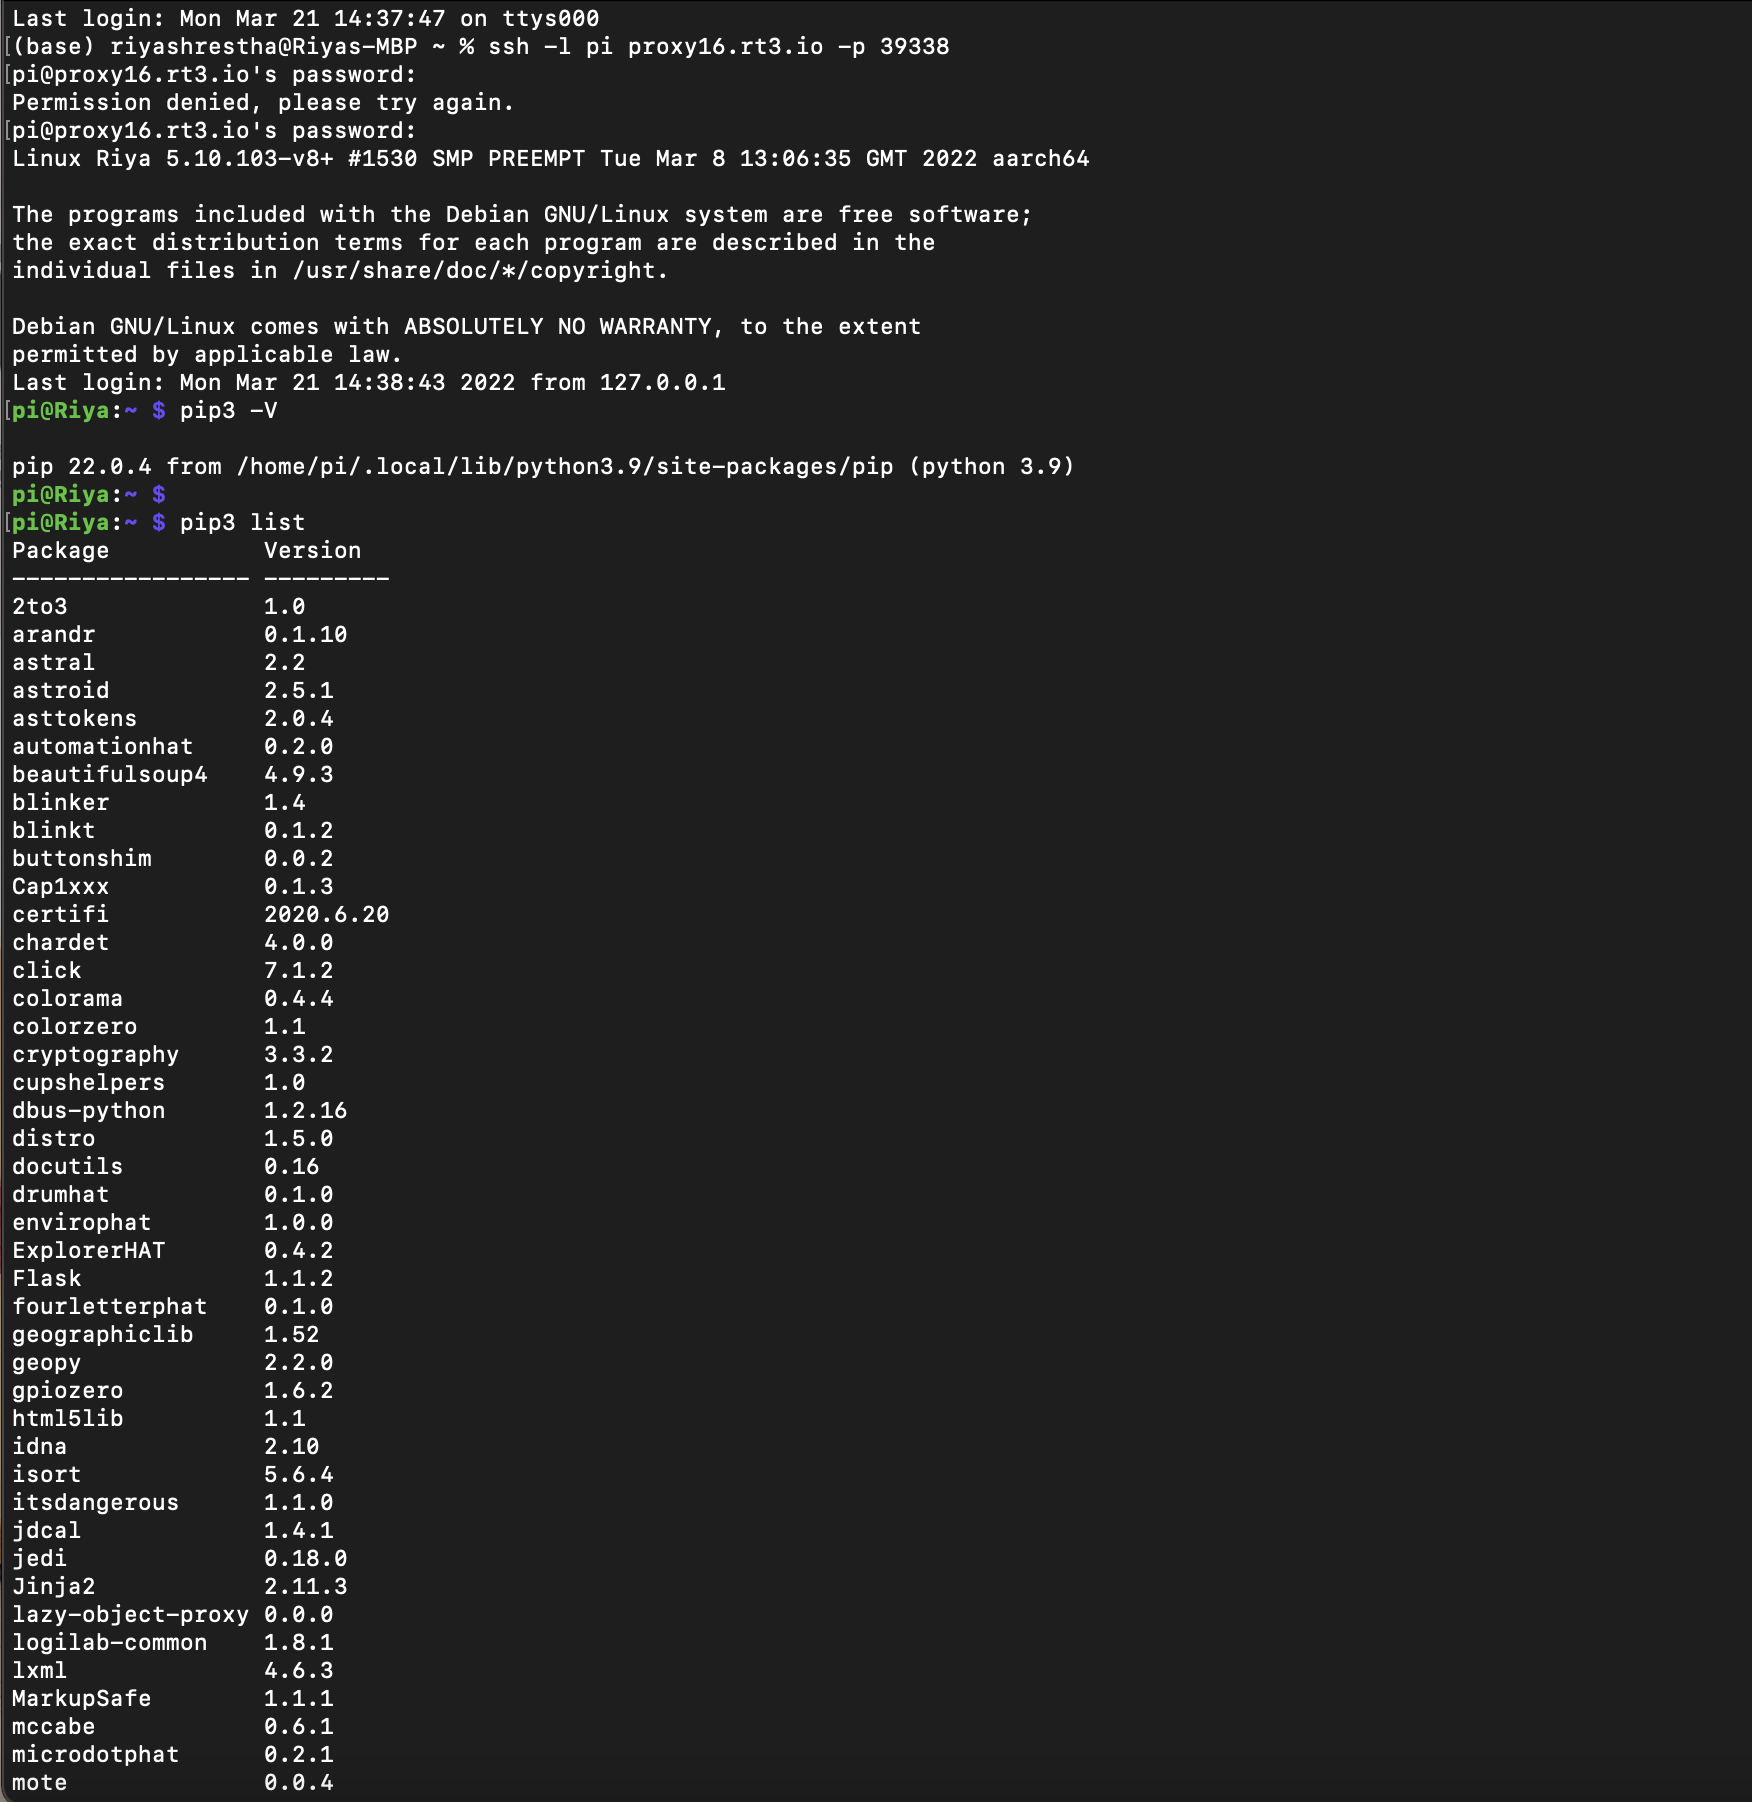 Last login: Mon Mar 21 14:37:47 on ttys000
[(base) riyashrestha@Riyas-MBP ~ % ssh -l pi proxy16.rt3.io -p 39338
[pi@proxy16.rt3.io's password:
Permission denied, please try again.
[pi@proxy16.rt3.io's password:
Linux Riya 5.10.103-v8+ #1530 SMP PREEMPT Tue Mar 8 13:06:35 GMT 2022 aarch64

The programs included with the Debian GNU/Linux system are free software;
the exact distribution terms for each program are described in the
individual files in /usr/share/doc/*/copyright.

Debian GNU/Linux comes with ABSOLUTELY NO WARRANTY, to the extent
permitted by applicable law.
Last login: Mon Mar 21 14:38:43 2022 from 127.0.0.1
[pi@Riya:~ $ pip3 -V

pip 22.0.4 from /home/pi/.local/lib/python3.9/site-packages/pip (python 3.9)
pi@Riya:~ $
[pi@Riya:~ $ pip3 list
Package           Version
----------------- ---------
2to3              1.0
arandr            0.1.10
astral            2.2
astroid           2.5.1
asttokens         2.0.4
automationhat     0.2.0
beautifulsoup4    4.9.3
blinker           1.4
blinkt            0.1.2
buttonshim        0.0.2
Cap1xxx           0.1.3
certifi           2020.6.20
chardet           4.0.0
click             7.1.2
colorama          0.4.4
colorzero         1.1
cryptography      3.3.2
cupshelpers       1.0
dbus-python       1.2.16
distro            1.5.0
docutils          0.16
drumhat           0.1.0
envirophat        1.0.0
ExplorerHAT       0.4.2
Flask             1.1.2
fourletterphat    0.1.0
geographiclib     1.52
geopy             2.2.0
gpiozero          1.6.2
html5lib          1.1
idna              2.10
isort             5.6.4
itsdangerous      1.1.0
jdcal             1.4.1
jedi              0.18.0
Jinja2            2.11.3
lazy-object-proxy 0.0.0
logilab-common    1.8.1
lxml              4.6.3
MarkupSafe        1.1.1
mccabe            0.6.1
microdotphat      0.2.1
mote              0.0.4